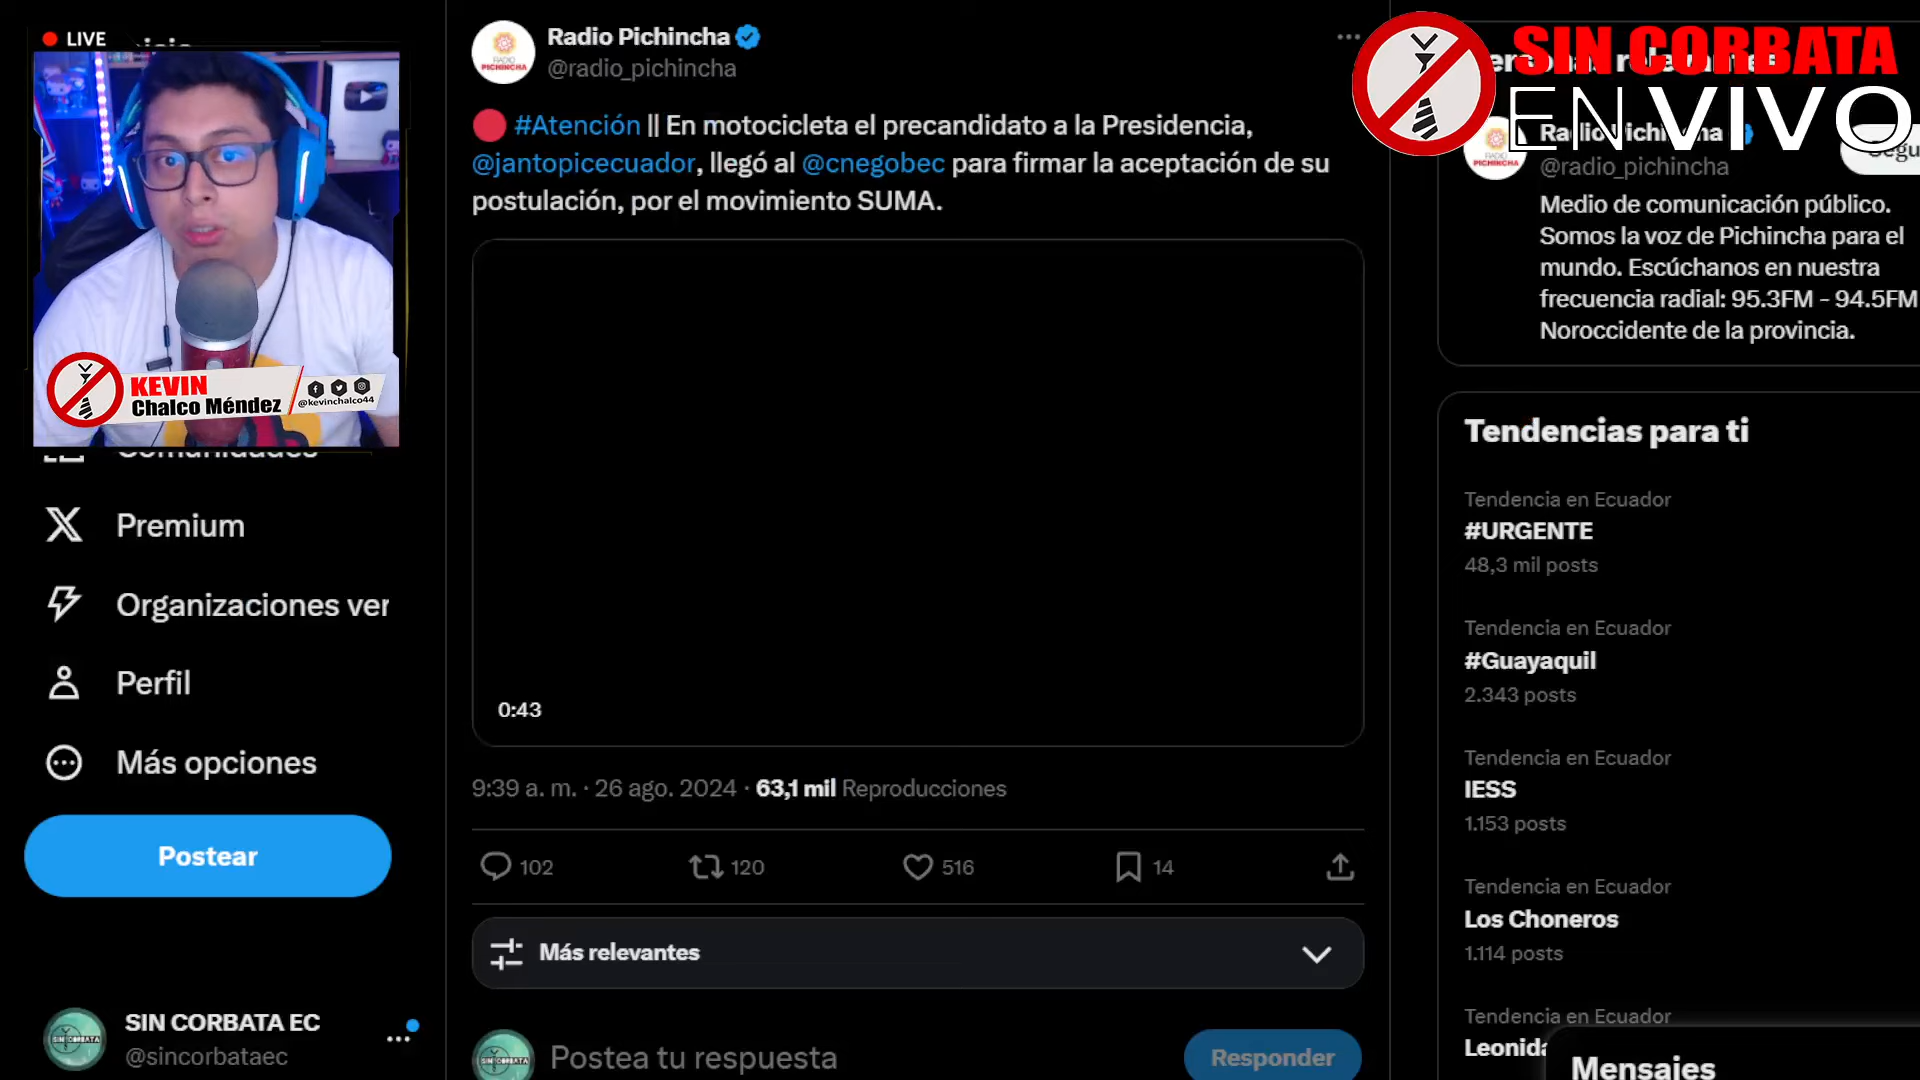 LIVE
KEVIN
Chalco Méndez
@kevinchalco44
Comunidades
Premium
Organizaciones ver
Perfil
Más opciones
Postear
SIN CORBATA EC
@sincorbataec
Radio Pichincha
@radio_pichincha
#Atención || En motocicleta el precandidato a la Presidencia,
@jantopicecuador, llegó al @cnegobec para firmar la aceptación de su
postulación, por el movimiento SUMA.
0:43
9:39 a. m. · 26 ago. 2024 · 63,1 mil Reproducciones
102 120 516 14
Más relevantes
Postea tu respuesta
Responder
SIN CORBATA
EN VIVO
Radio Pichincha
@radio_pichincha
Medio de comunicación público.
Somos la voz de Pichincha para el
mundo. Escúchanos en nuestra
frecuencia radial: 95.3FM - 94.5FM
Noroccidente de la provincia.
Tendencias para ti
Tendencia en Ecuador
#URGENTE
48,3 mil posts
Tendencia en Ecuador
#Guayaquil
2.343 posts
Tendencia en Ecuador
IESS
1.153 posts
Tendencia en Ecuador
Los Choneros
1.114 posts
Tendencia en Ecuador
Leonida
Mensajes